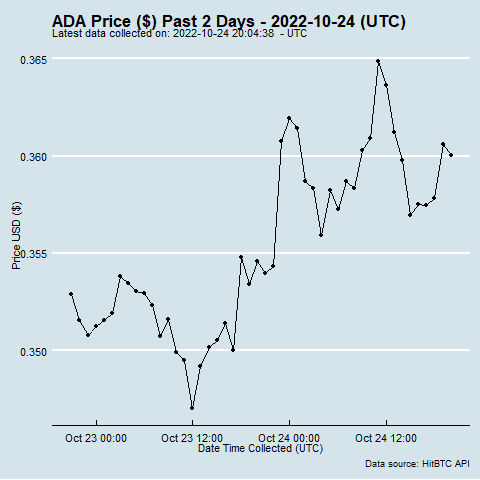 ADA Price ($) Past 2 Days - 2022-10-24 (UTC)
Latest data collected on: 2022-10-24 20:04:38 - UTC
0.365
0.360
0.355
0.350
Price USD ($)
Oct 23 00:00 Oct 23 12:00 Oct 24 00:00 Oct 24 12:00
Date Time Collected (UTC)
Data source: HitBTC API